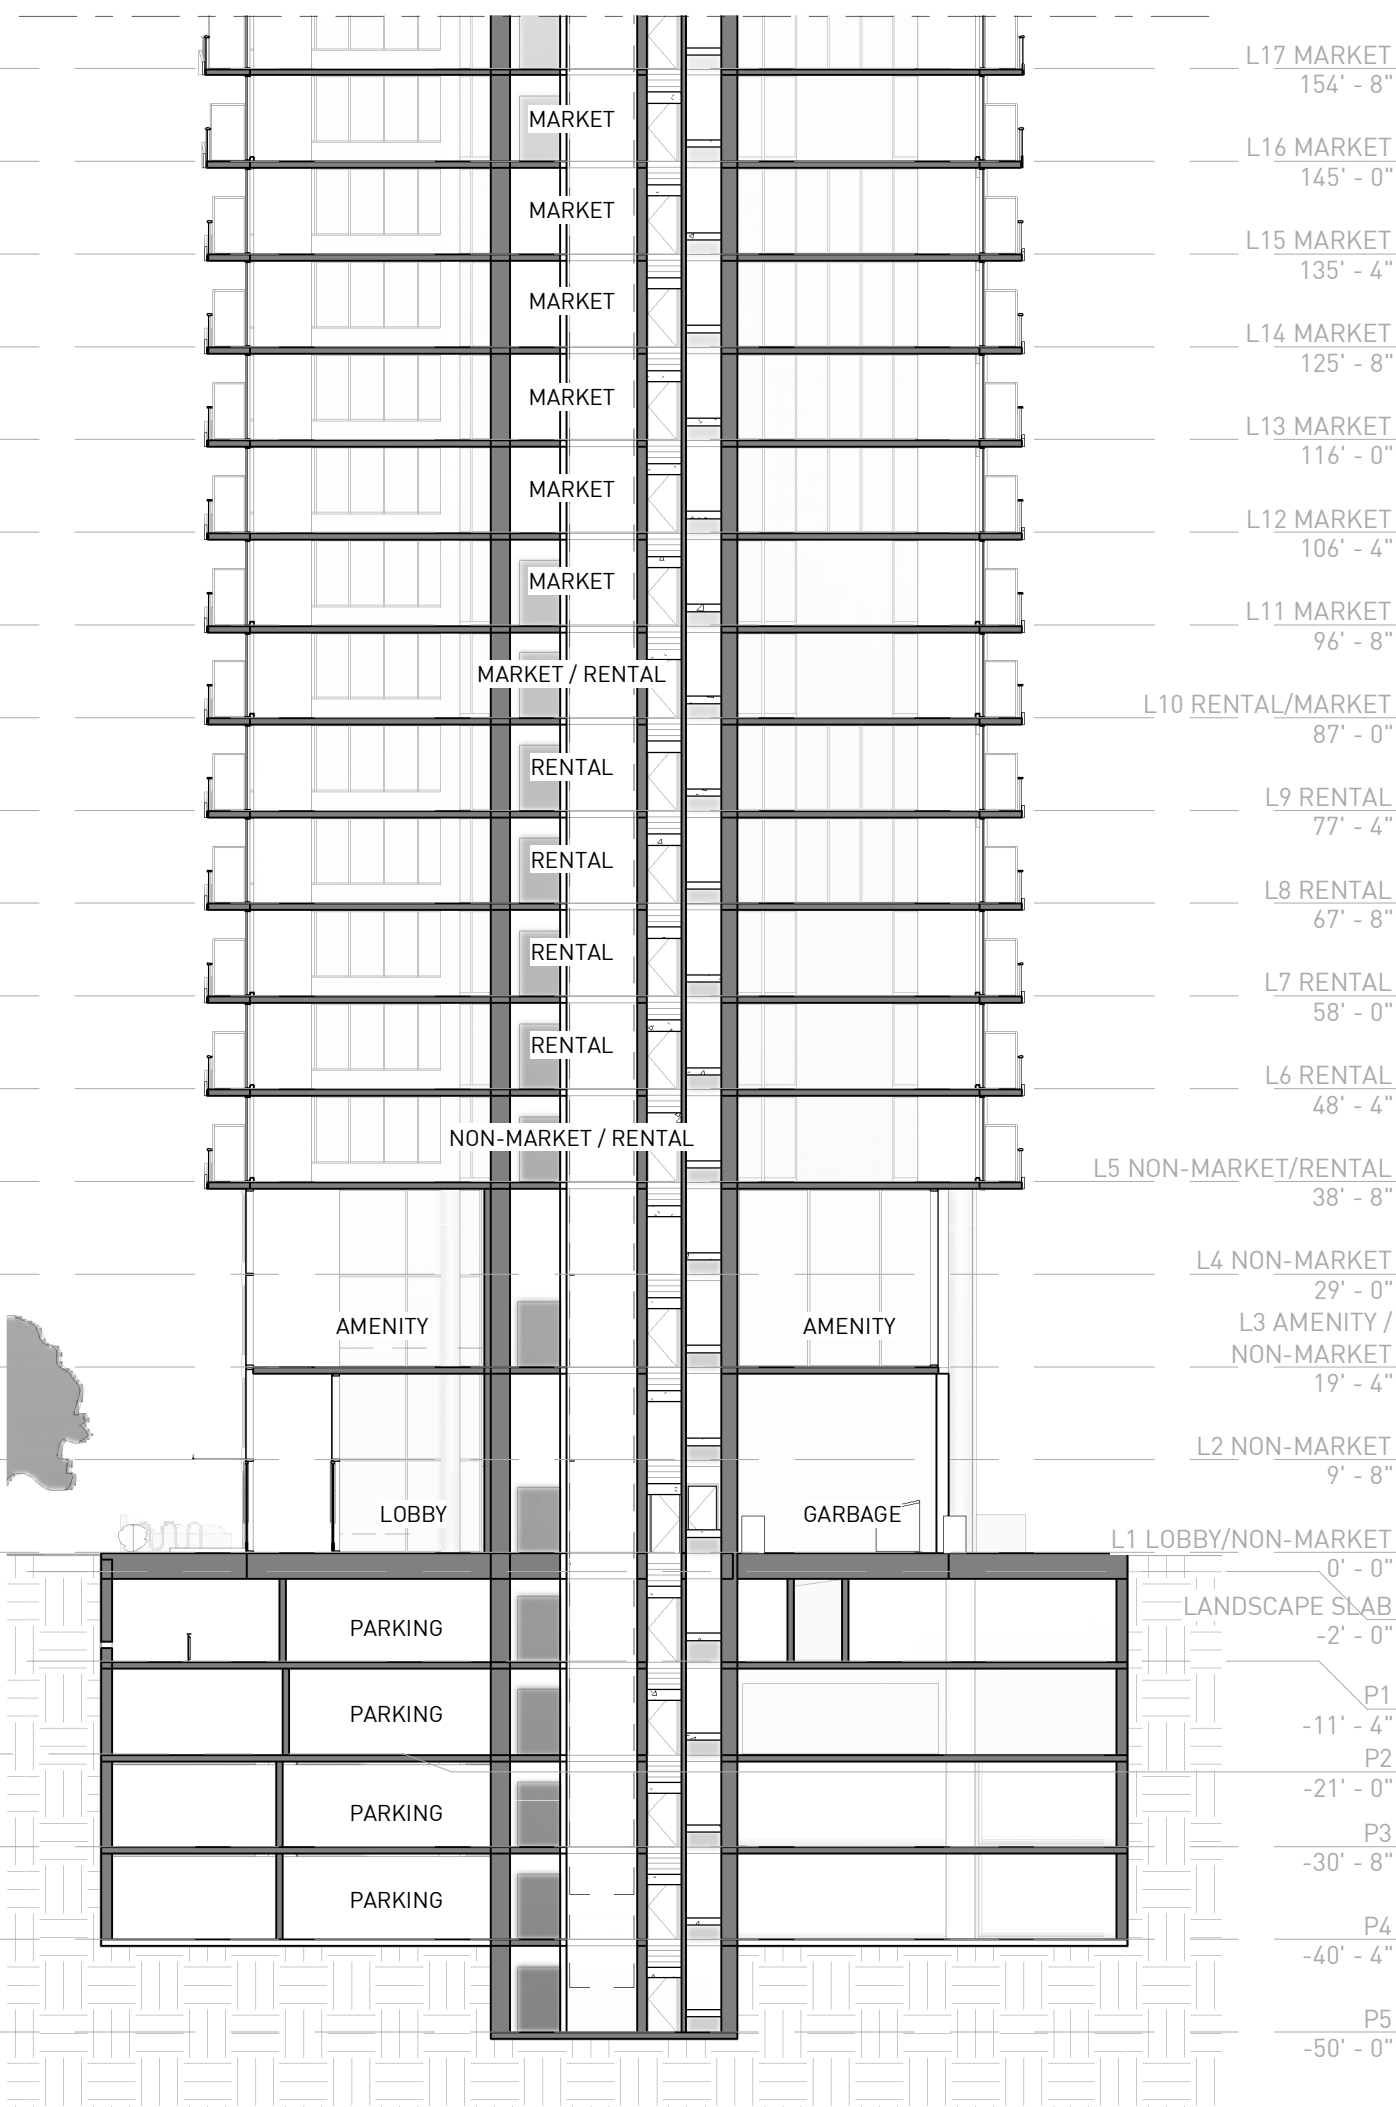 L17 MARKET
154' - 8"
MARKET
L16 MARKET
145' - 0"
MARKET
L15 MARKET
135' - 4"
MARKET
L14 MARKET
125' - 8"
MARKET
L13 MARKET
116' - 0"
MARKET
L12 MARKET
106' - 4"
MARKET
L11 MARKET
96' - 8"
MARKET / RENTAL
L10 RENTAL/MARKET
87' - 0"
RENTAL
L9 RENTAL
77' - 4"
RENTAL
L8 RENTAL
67' - 8"
RENTAL
L7 RENTAL
58' - 0"
RENTAL
L6 RENTAL
48' - 4"
NON-MARKET / RENTAL
L5 NON-MARKET/RENTAL
38' - 8"
L4 NON-MARKET
29' - 0"
AMENITY
AMENITY
L3 AMENITY /
NON-MARKET
19' - 4"
L2 NON-MARKET
9' - 8"
LOBBY
GARBAGE
L1 LOBBY/NON-MARKET
0' - 0"
LANDSCAPE SLAB
-2' - 0"
PARKING
P1
-11' - 4"
PARKING
P2
-21' - 0"
PARKING
P3
-30' - 8"
PARKING
P4
-40' - 4"
P5
-50' - 0"